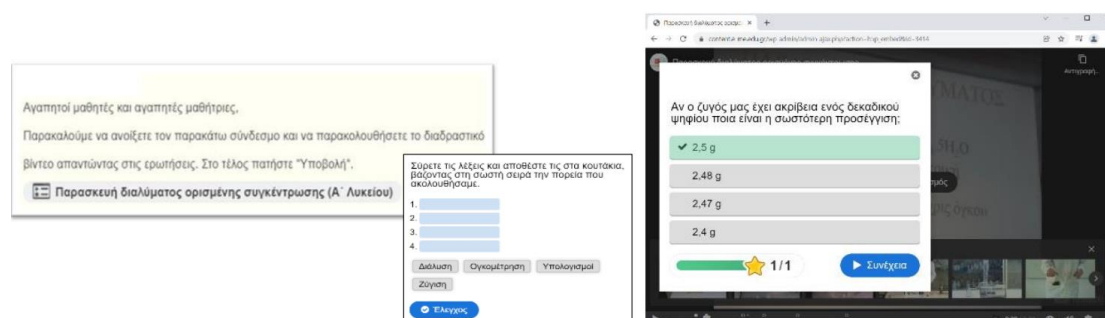 Αγαπητοί μαθητές και αγαπητές μαθήτριες,
Παρακαλούμε να ανοίξετε τον παρακάτω σύνδεσμο και να παρακολουθήσετε το διαδραστικό
βίντεο απαντώντας στις ερωτήσεις. Στο τέλος πατήστε "Υποβολή".
Παρασκευή διαλύματος ορισμένης συγκέντρωσης (Α΄ Λυκείου)
Σύρετε τις λέξεις και αποθέστε τις στα κουτάκια,
βάζοντας στη σωστή σειρά την πορεία που
ακολουθήσαμε.
1.
2.
3.
4.
Διάλυση Ογκομέτρηση Υπολογισμοί
Ζύγιση
Έλεγχος
Αντιγραφή...
Αν ο ζυγός μας έχει ακρίβεια ενός δεκαδικού
ψηφίου ποια είναι η σωστότερη προσέγγιση;
2,5 g
2,48 g
2,47 g
2,4 g
1/1
Συνέχεια